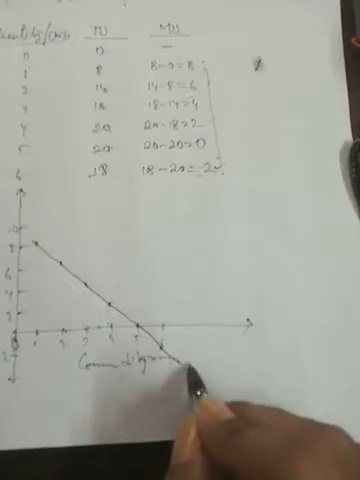 Quantity/Units TU MU
0 0 —
1 8 8-0=8
2 14 14-8=6
3 18 18-14=4
4 20 20-18=2
5 20 20-20=0
6 18 18-20=-2
10
8
6
4
2
0 1 2 3 4 5 6
2